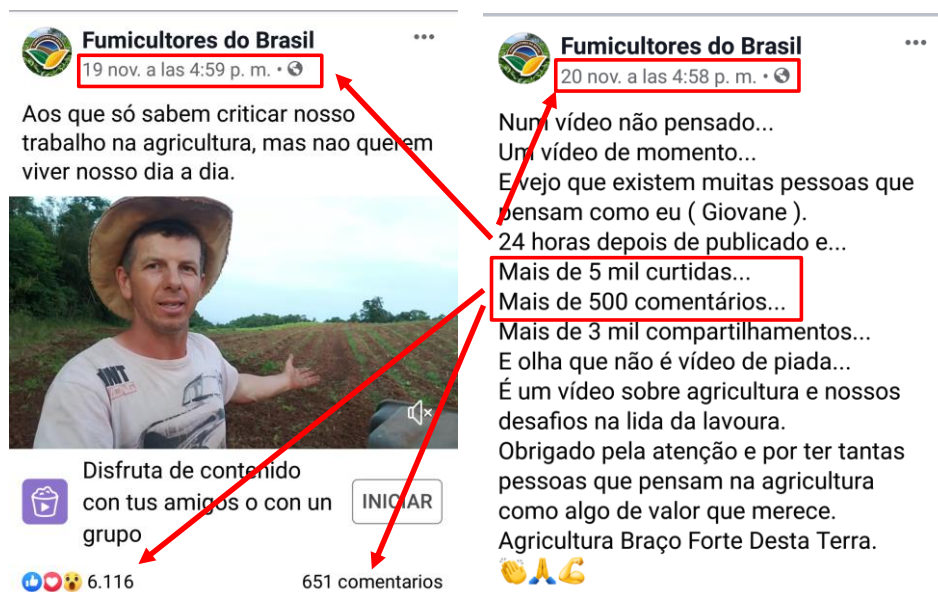 Fumicultores do Brasil
19 nov. a las 4:59 p. m. •
Aos que só sabem criticar nosso
trabalho na agricultura, mas nao querem
viver nosso dia a dia.
Disfruta de contenido
con tus amigos o con un
grupo
INICIAR
6.116
651 comentarios
Fumicultores do Brasil
20 nov. a las 4:58 p. m. •
Num vídeo não pensado...
Um vídeo de momento...
E vejo que existem muitas pessoas que
pensam como eu ( Giovane ).
24 horas depois de publicado e...
Mais de 5 mil curtidas...
Mais de 500 comentários...
Mais de 3 mil compartilhamentos...
E olha que não é vídeo de piada...
É um vídeo sobre agricultura e nossos
desafios na lida da lavoura.
Obrigado pela atenção e por ter tantas
pessoas que pensam na agricultura
como algo de valor que merece.
Agricultura Braço Forte Desta Terra.
👏🙏💪